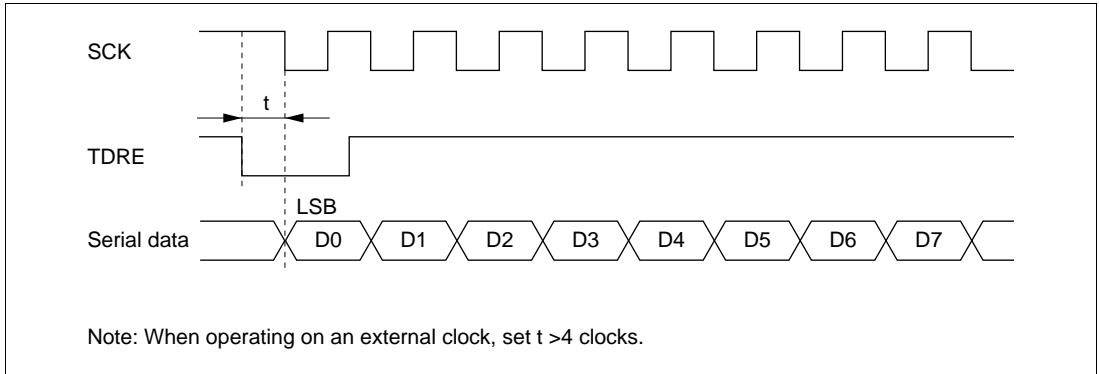 SCK
t
TDRE
LSB
Serial data D0 D1 D2 D3 D4 D5 D6 D7
Note: When operating on an external clock, set t >4 clocks.